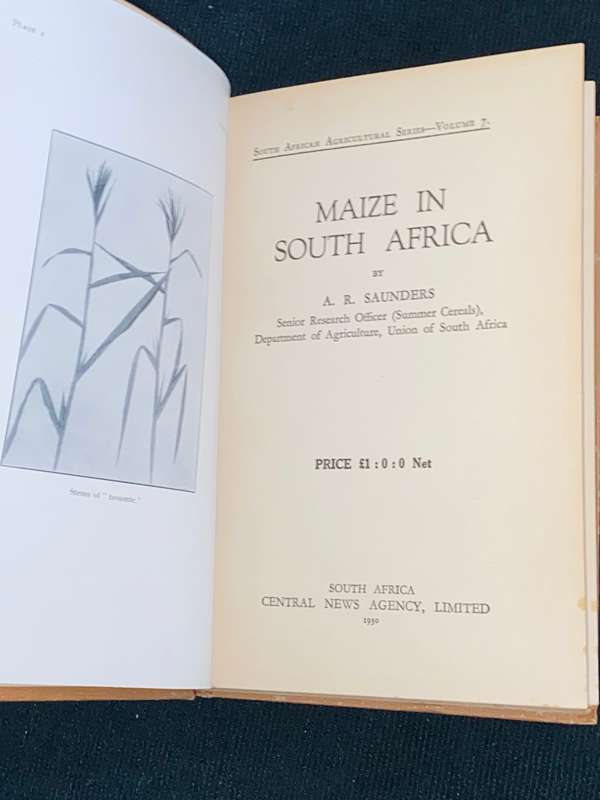 Plate 1
Stems of
South African Agricultural Series—Volume 7.
MAIZE IN
SOUTH AFRICA
BY
A. R. SAUNDERS
Senior Research Officer (Summer Cereals),
Department of Agriculture, Union of South Africa
PRICE £1 : 0 : 0 Net
SOUTH AFRICA
CENTRAL NEWS AGENCY, LIMITED
1930